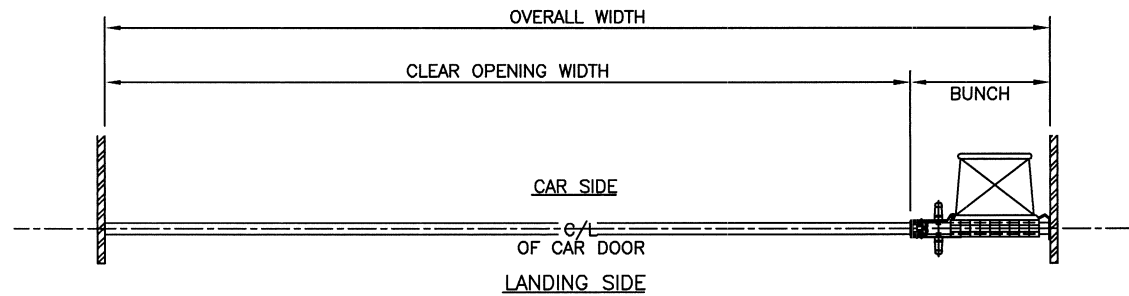 OVERALL WIDTH
CLEAR OPENING WIDTH
BUNCH
CAR SIDE
C/L
OF CAR DOOR
LANDING SIDE